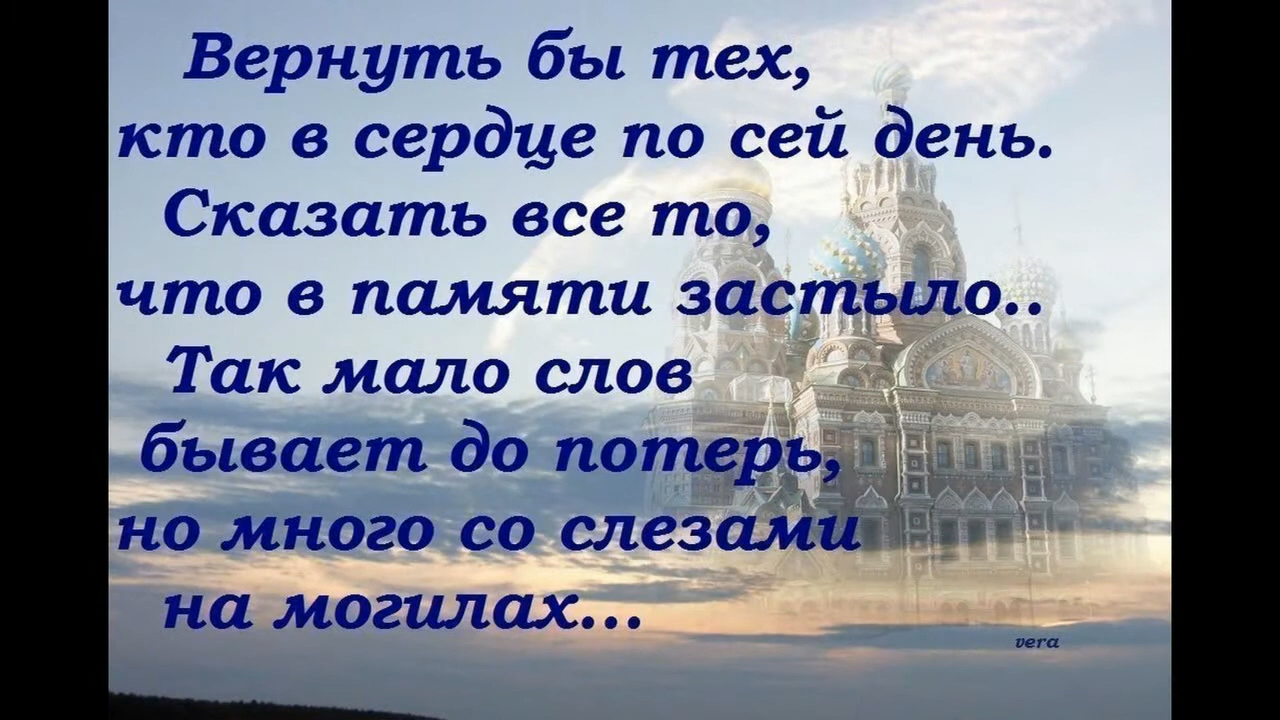 Вернуть бы тех,
кто в сердце по сей день.
Сказать все то,
что в памяти застыло..
Так мало слов
бывает до потерь,
но много со слезами
на могилах...
vera